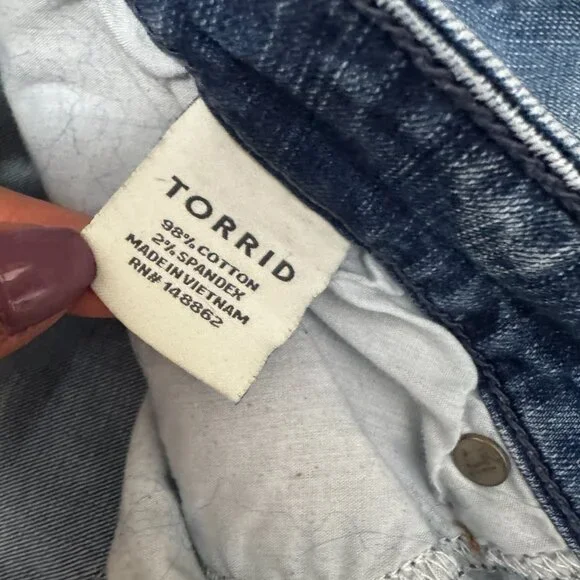 TORRID
98% COTTON
2% SPANDEX
MADE IN VIETNAM
RN# 148862